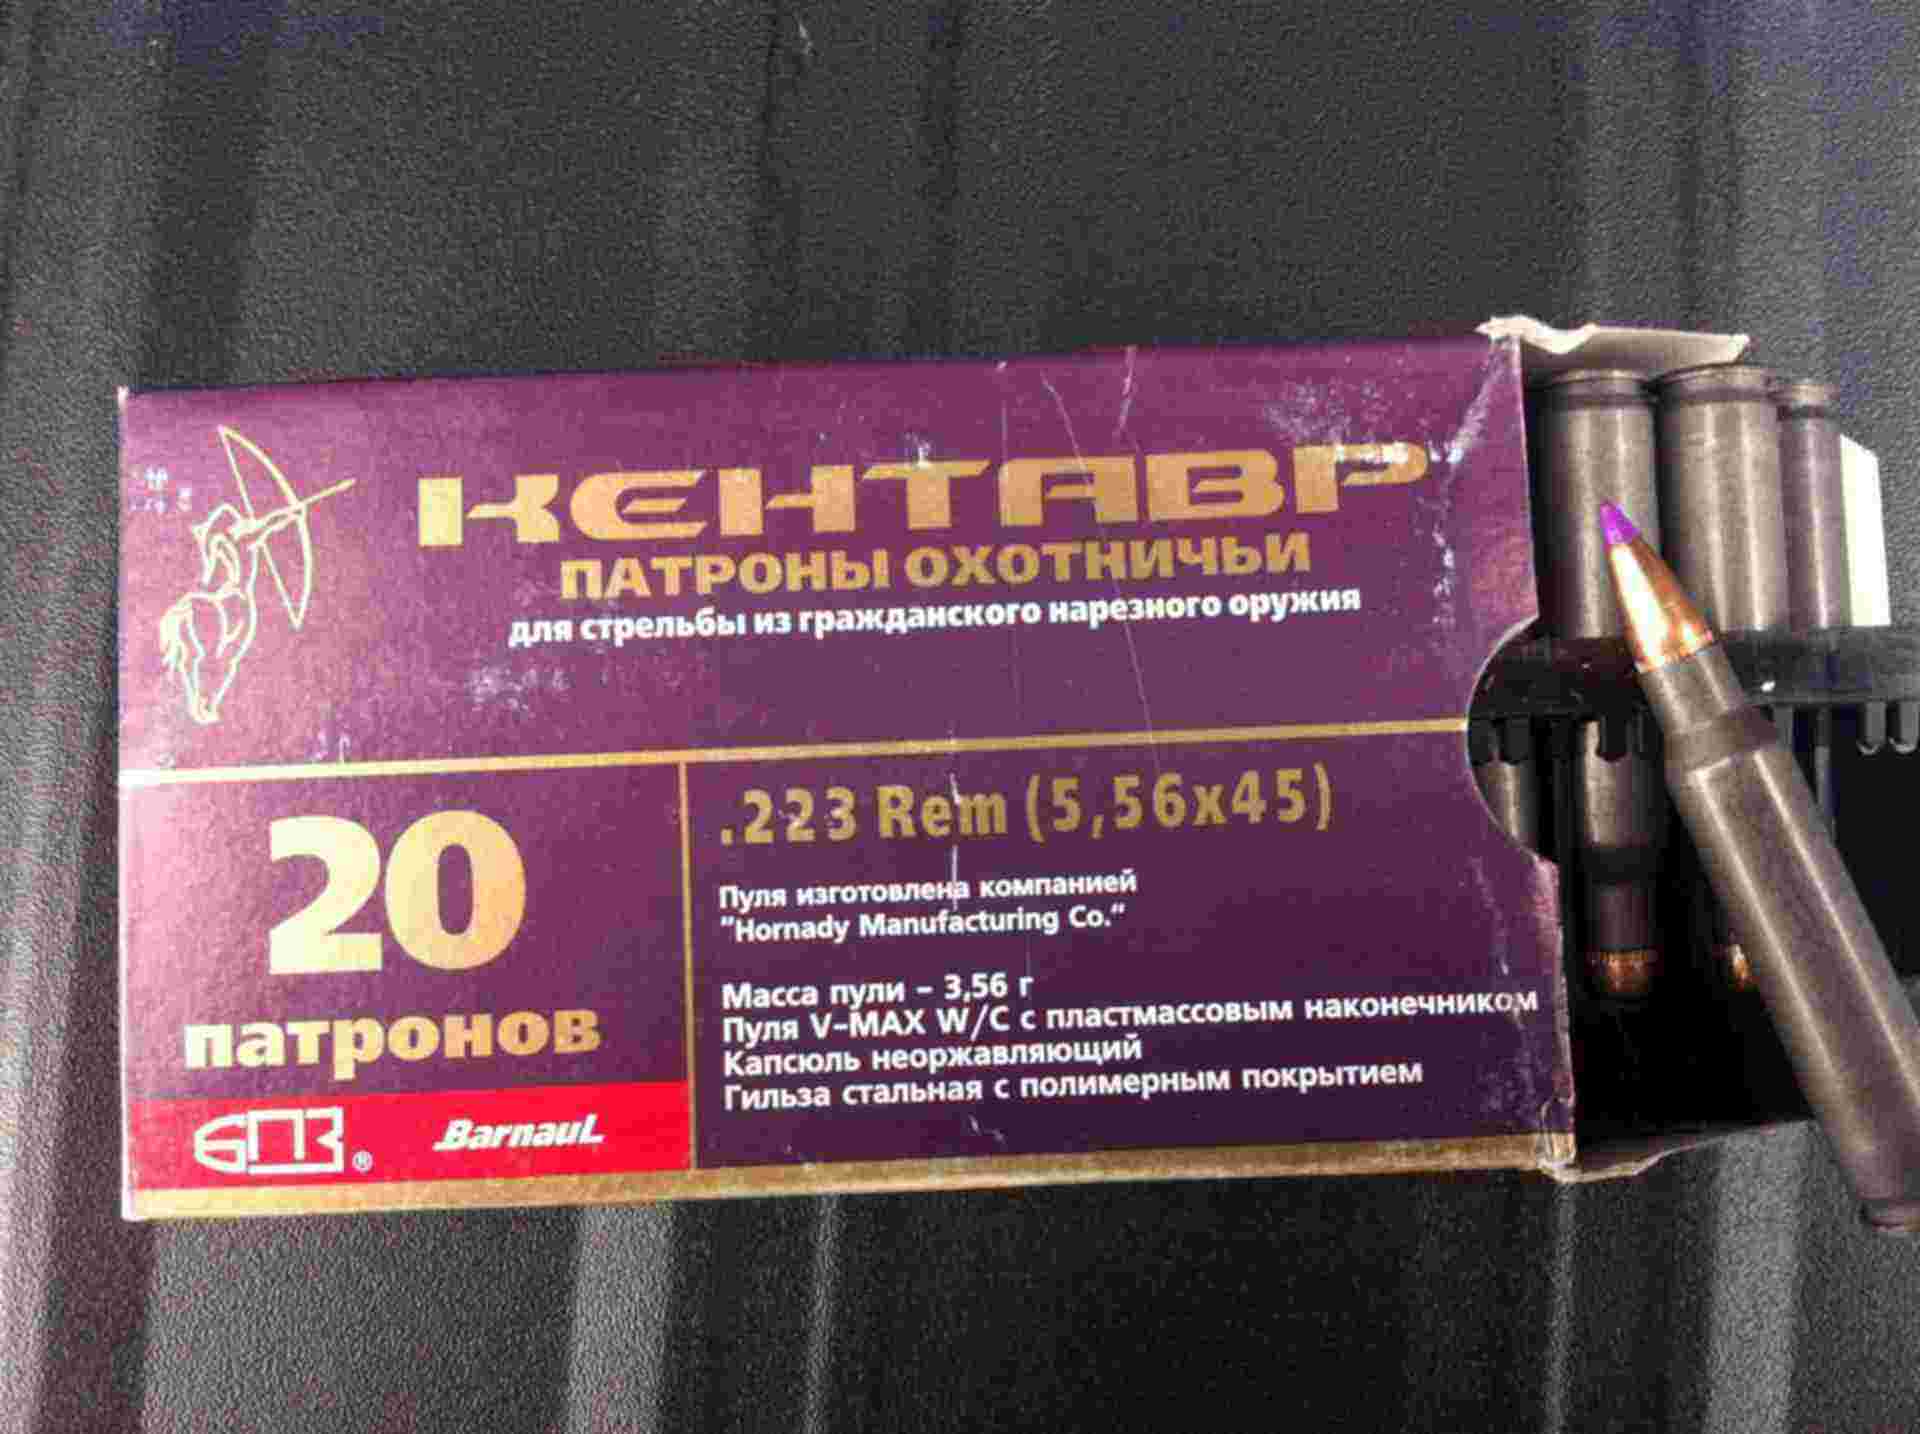 КЕНТАВР
ПАТРОНЫ ОХОТНИЧЬИ
для стрельбы из гражданского нарезного оружия
20
патронов
БПЗ ®
Barnaul
.223 Rem (5,56x45)
Пуля изготовлена компанией
"Hornady Manufacturing Co."
Масса пули – 3,56 г
Пуля V-MAX W/C с пластмассовым наконечником
Капсюль неоржавляющий
Гильза стальная с полимерным покрытием